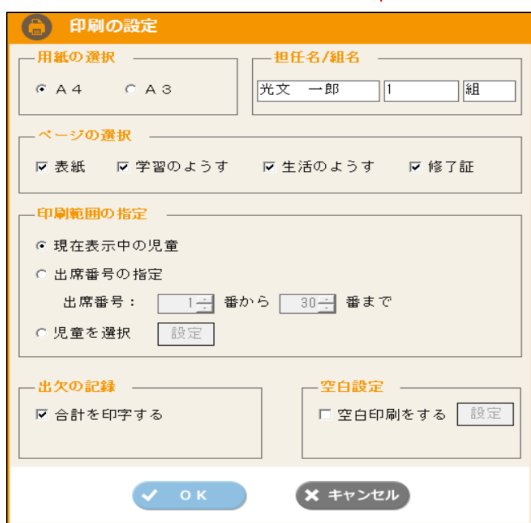 印刷の設定
用紙の選択
A4 A3
担任名/組名
光文 一郎 1 組
ページの選択
表紙 学習のようす 生活のようす 修了証
印刷範囲の指定
現在表示中の児童
出席番号の指定
出席番号： 1 番から 30 番まで
児童を選択 設定
出欠の記録
合計を印字する
空白設定
空白印刷をする 設定
OK キャンセル